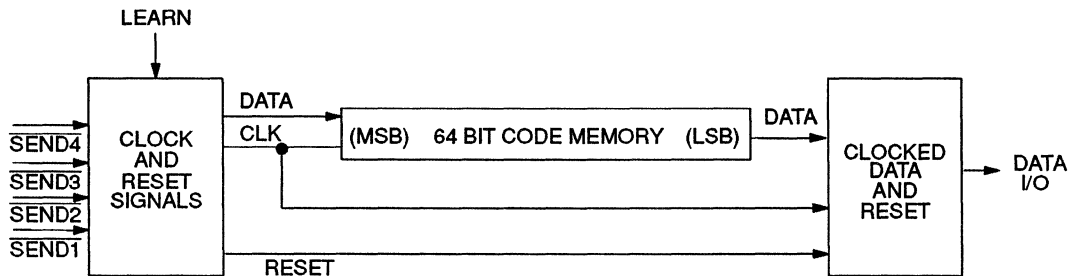 LEARN
SEND4
SEND3
SEND2
SEND1
CLOCK
AND
RESET
SIGNALS
DATA
CLK
RESET
(MSB) 64 BIT CODE MEMORY (LSB)
DATA
CLOCKED
DATA
AND
RESET
DATA
I/O